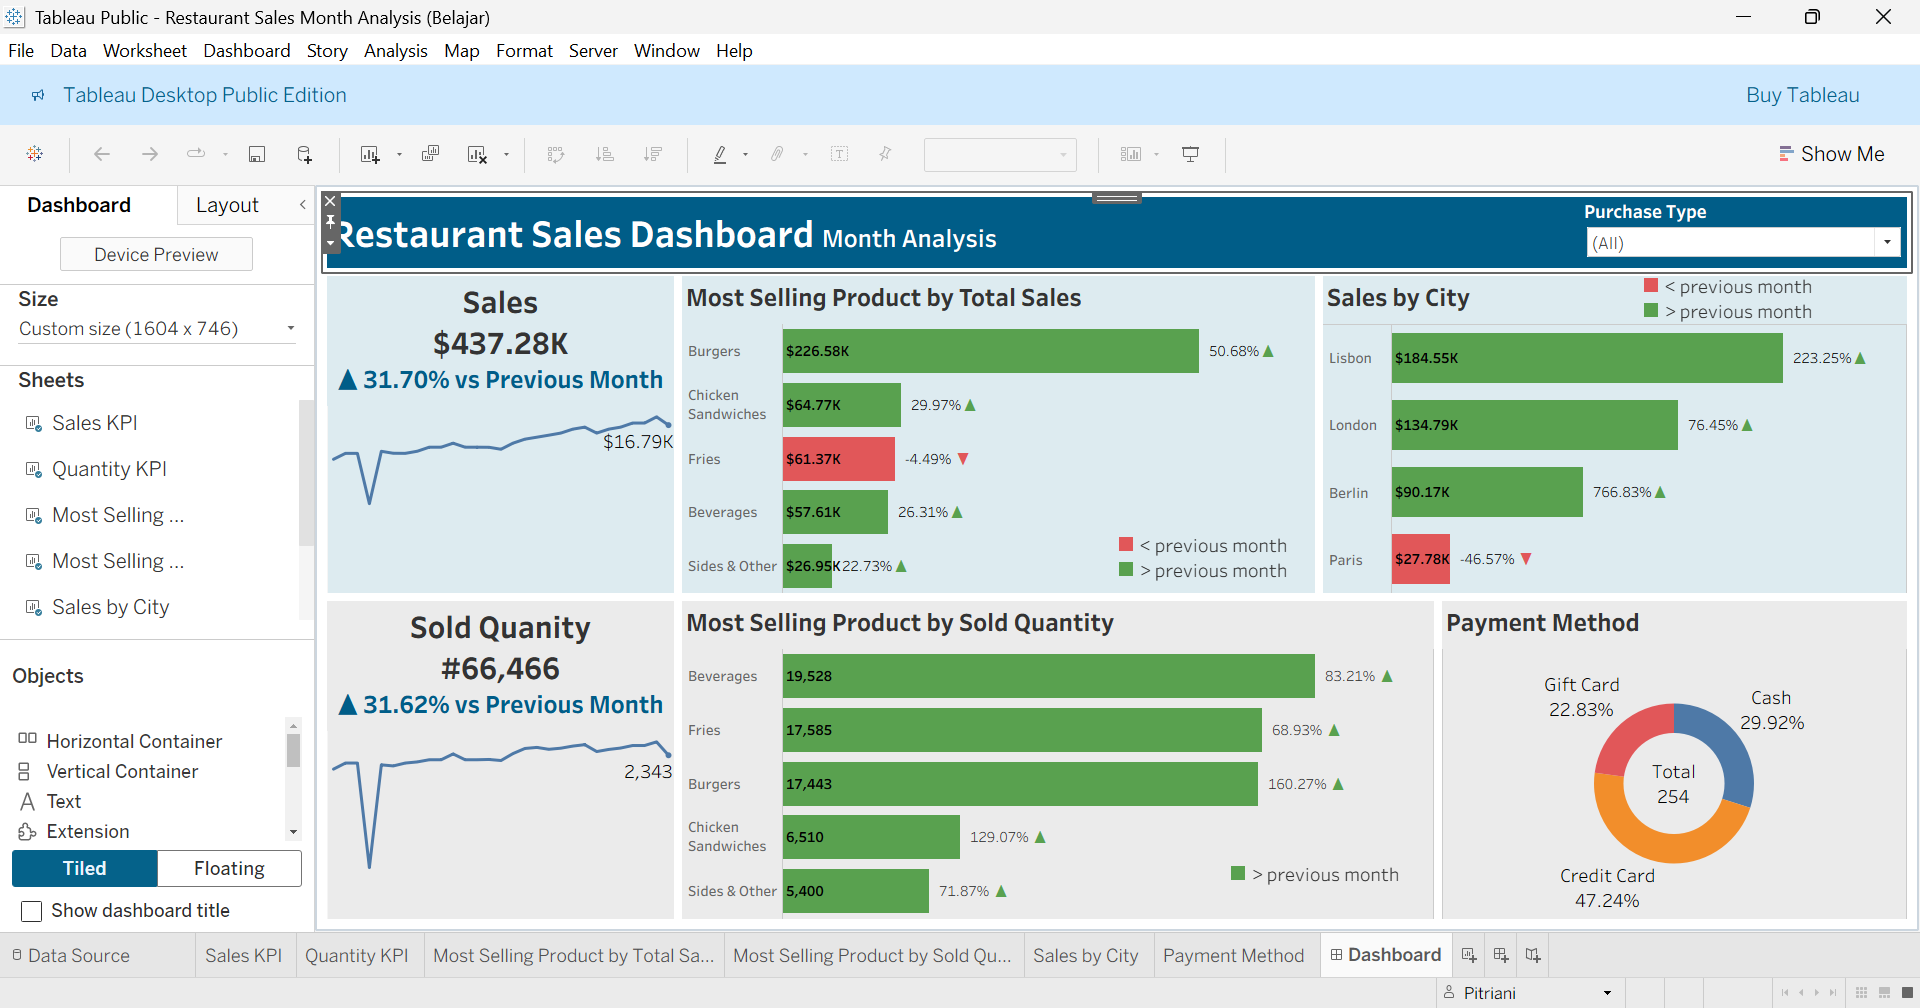 Tableau Public - Restaurant Sales Month Analysis (Belajar)
File Data Worksheet Dashboard Story Analysis Map Format Server Window Help
Tableau Desktop Public Edition
Buy Tableau
Show Me
Dashboard
Layout
Device Preview
Size
Custom size (1604 x 746)
Sheets
Sales KPI
Quantity KPI
Most Selling ...
Most Selling ...
Sales by City
Objects
Horizontal Container
Vertical Container
Text
Extension
Tiled
Floating
Show dashboard title
Restaurant Sales Dashboard Month Analysis
Purchase Type
(All)
Sales
$437.28K
▲ 31.70% vs Previous Month
$16.79K
Most Selling Product by Total Sales
Burgers $226.58K 50.68% ▲
Chicken
Sandwiches $64.77K 29.97% ▲
Fries $61.37K -4.49% ▼
Beverages $57.61K 26.31% ▲
Sides & Other $26.95K 22.73% ▲
< previous month
> previous month
Sales by City
< previous month
> previous month
Lisbon $184.55K 223.25% ▲
London $134.79K 76.45% ▲
Berlin $90.17K 766.83% ▲
Paris $27.78K -46.57% ▼
Sold Quanity
#66,466
▲ 31.62% vs Previous Month
2,343
Most Selling Product by Sold Quantity
Beverages 19,528 83.21% ▲
Fries 17,585 68.93% ▲
Burgers 17,443 160.27% ▲
Chicken
Sandwiches 6,510 129.07% ▲
Sides & Other 5,400 71.87% ▲
> previous month
Payment Method
Gift Card
22.83%
Cash
29.92%
Total
254
Credit Card
47.24%
Data Source
Sales KPI
Quantity KPI
Most Selling Product by Total Sa...
Most Selling Product by Sold Qu...
Sales by City
Payment Method
Dashboard
Pitriani